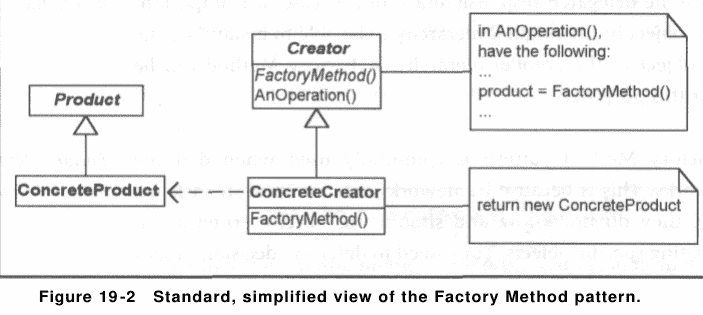 Creator
FactoryMethod()
AnOperation()
in AnOperation(),
have the following:
...
product = FactoryMethod()
...
Product
ConcreteProduct
ConcreteCreator
FactoryMethod()
return new ConcreteProduct
Figure 19-2 Standard, simplified view of the Factory Method pattern.